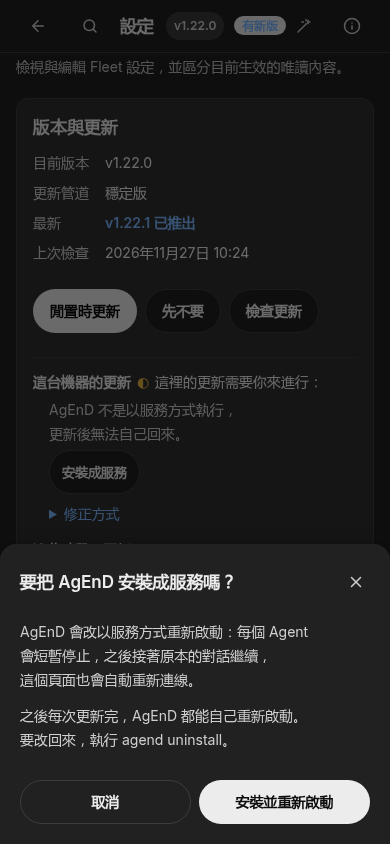 設定 v1.22.0 有新版
檢視與編輯 Fleet 設定，並區分目前生效的唯讀內容。
版本與更新
目前版本 v1.22.0
更新管道 穩定版
最新 v1.22.1 已推出
上次檢查 2026年11月27日 10:24
閒置時更新 先不要 檢查更新
這台機器的更新 這裡的更新需要你來進行：
AgEnD 不是以服務方式執行，
更新後無法自己回來。
安裝成服務
修正方式
要把 AgEnD 安裝成服務嗎？
AgEnD 會改以服務方式重新啟動：每個 Agent
會短暫停止，之後接著原本的對話繼續，
這個頁面也會自動重新連線。
之後每次更新完，AgEnD 都能自己重新啟動。
要改回來，執行 agend uninstall。
取消 安裝並重新啟動